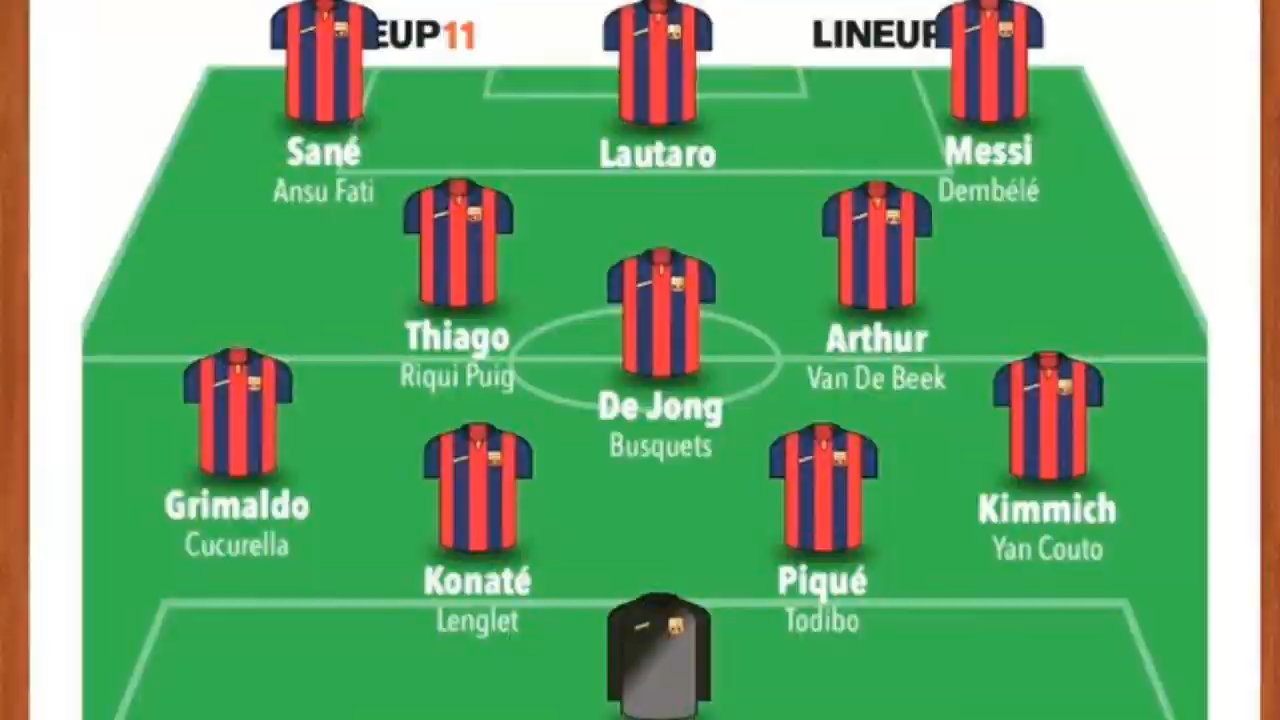 EUP11
LINEUP
Sané
Ansu Fati
Lautaro
Messi
Dembélé
Thiago
Riqui Puig
Arthur
Van De Beek
De Jong
Busquets
Grimaldo
Cucurella
Kimmich
Yan Couto
Konaté
Lenglet
Piqué
Todibo